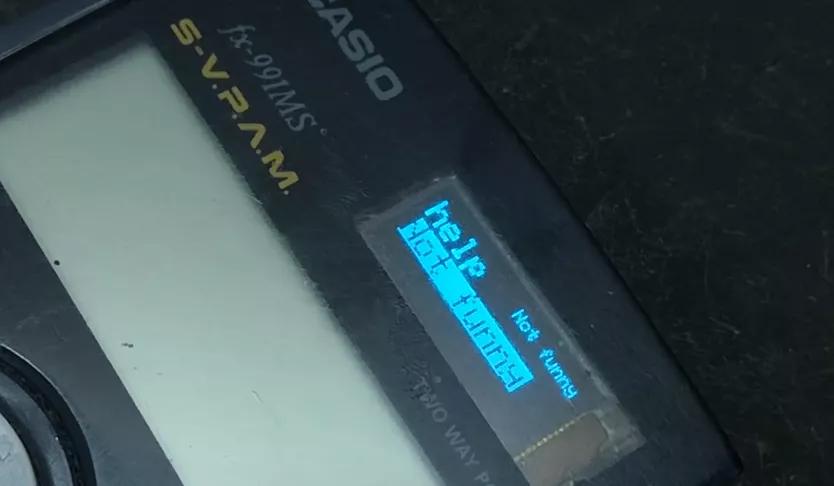 CASIO
fx-991MS
S-V.P.A.M.
help
Not funny
Not funny
TWO WAY